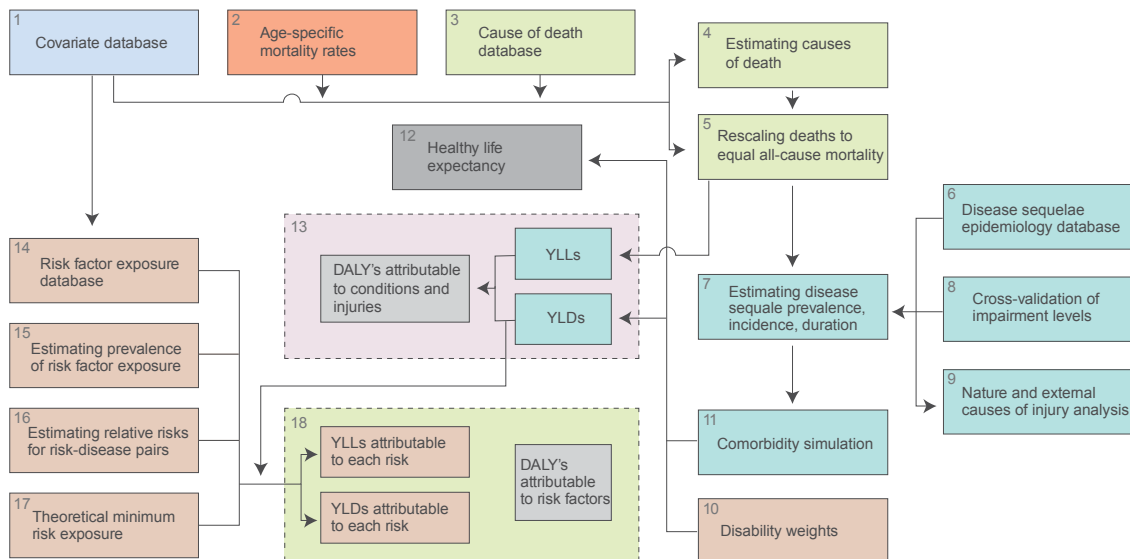 1
Covariate database
2
Age-specific
mortality rates
3
Cause of death
database
4
Estimating causes
of death
5
Rescaling deaths to
equal all-cause mortality
12
Healthy life
expectancy
6
Disease sequelae
epidemiology database
13
YLLs
DALY's attributable
to conditions and
injuries
YLDs
7
Estimating disease
sequale prevalence,
incidence, duration
8
Cross-validation of
impairment levels
9
Nature and external
causes of injury analysis
14
Risk factor exposure
database
15
Estimating prevalence
of risk factor exposure
16
Estimating relative risks
for risk-disease pairs
17
Theoretical minimum
risk exposure
18
YLLs attributable
to each risk
YLDs attributable
to each risk
DALY's
attributable
to risk factors
11
Comorbidity simulation
10
Disability weights